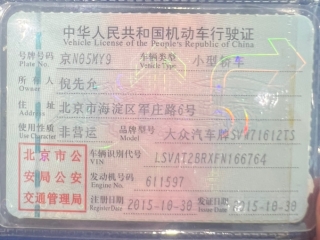 中华人民共和国机动车行驶证
Vehicle License of the People's Republic of China
号牌号码 京N05MY9 车辆类型 小型轿车
Plate No. Vehicle Type
所有人 倪先允
Owner
住址 北京市海淀区军庄路6号
Address
使用性质 非营运 品牌型号 大众汽车牌SVW71612TS
Use Character Model
北京市公安局公安交通管理局
车辆识别代号 LSVAT28RXFN166764
VIN
发动机号码 611597
Engine No.
注册日期 2015-10-30 发证日期 2015-10-30
Register Date Issue Date